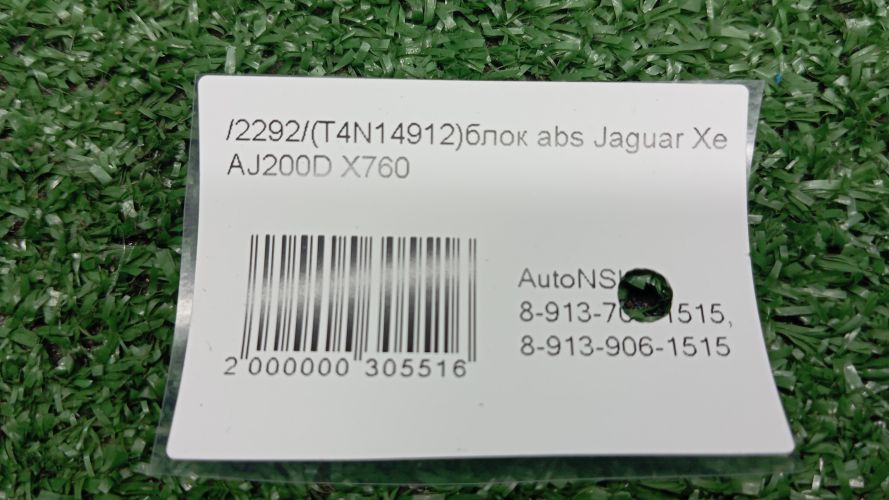 /2292/(T4N14912)блок abs Jaguar Xe
AJ200D X760
2 000000 305516
8-913-906-1515